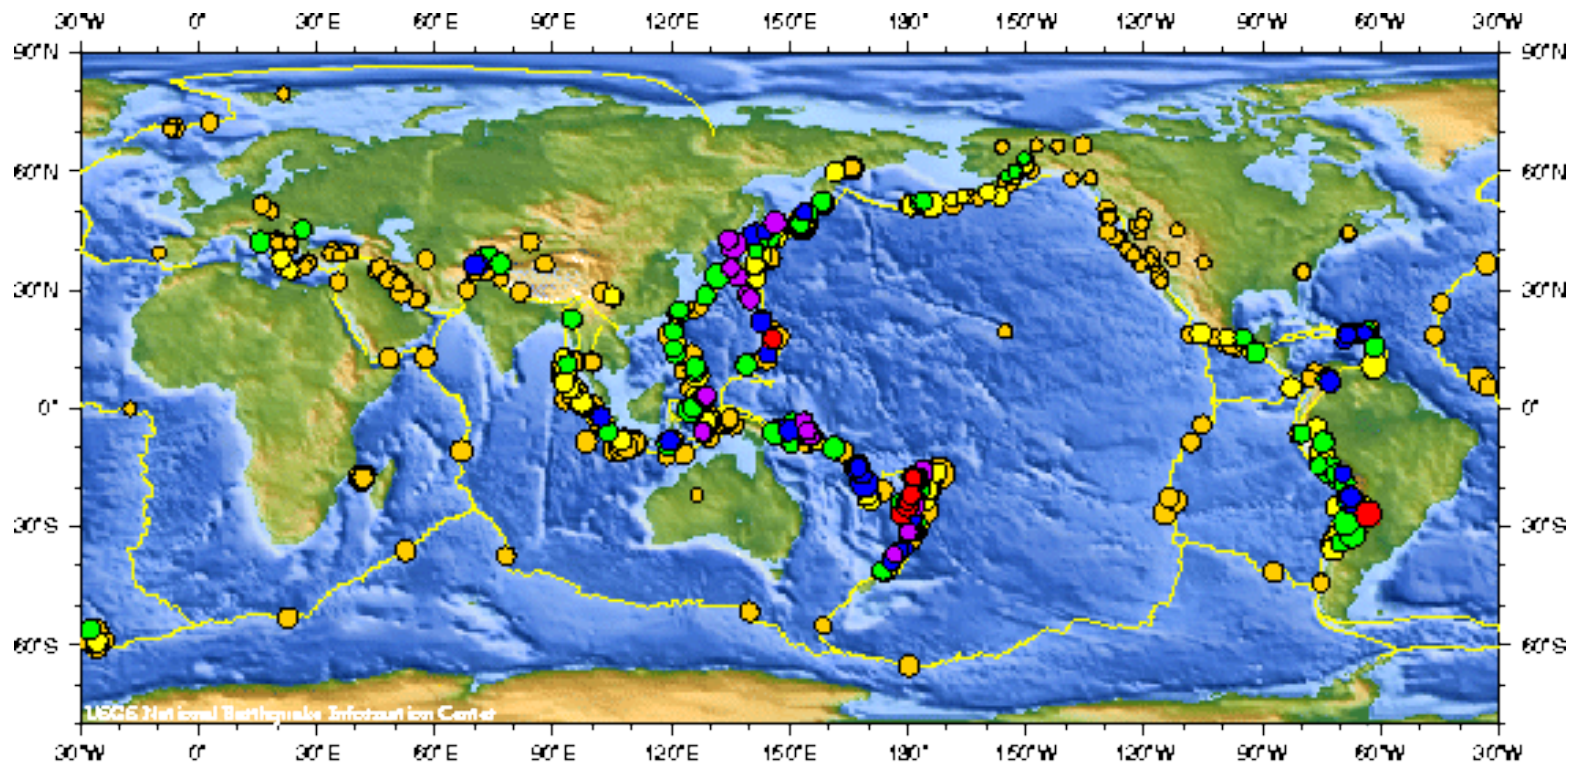 30°W 0° 30°E 60°E 90°E 120°E 150°E 180° 150°W 120°W 90°W 60°W 30°W
90°N 90°N
60°N 60°N
30°N 30°N
0° 0°
30°S 30°S
60°S 60°S
USGS National Earthquake Information Center
30°W 0° 30°E 60°E 90°E 120°E 150°E 180° 150°W 120°W 90°W 60°W 30°W